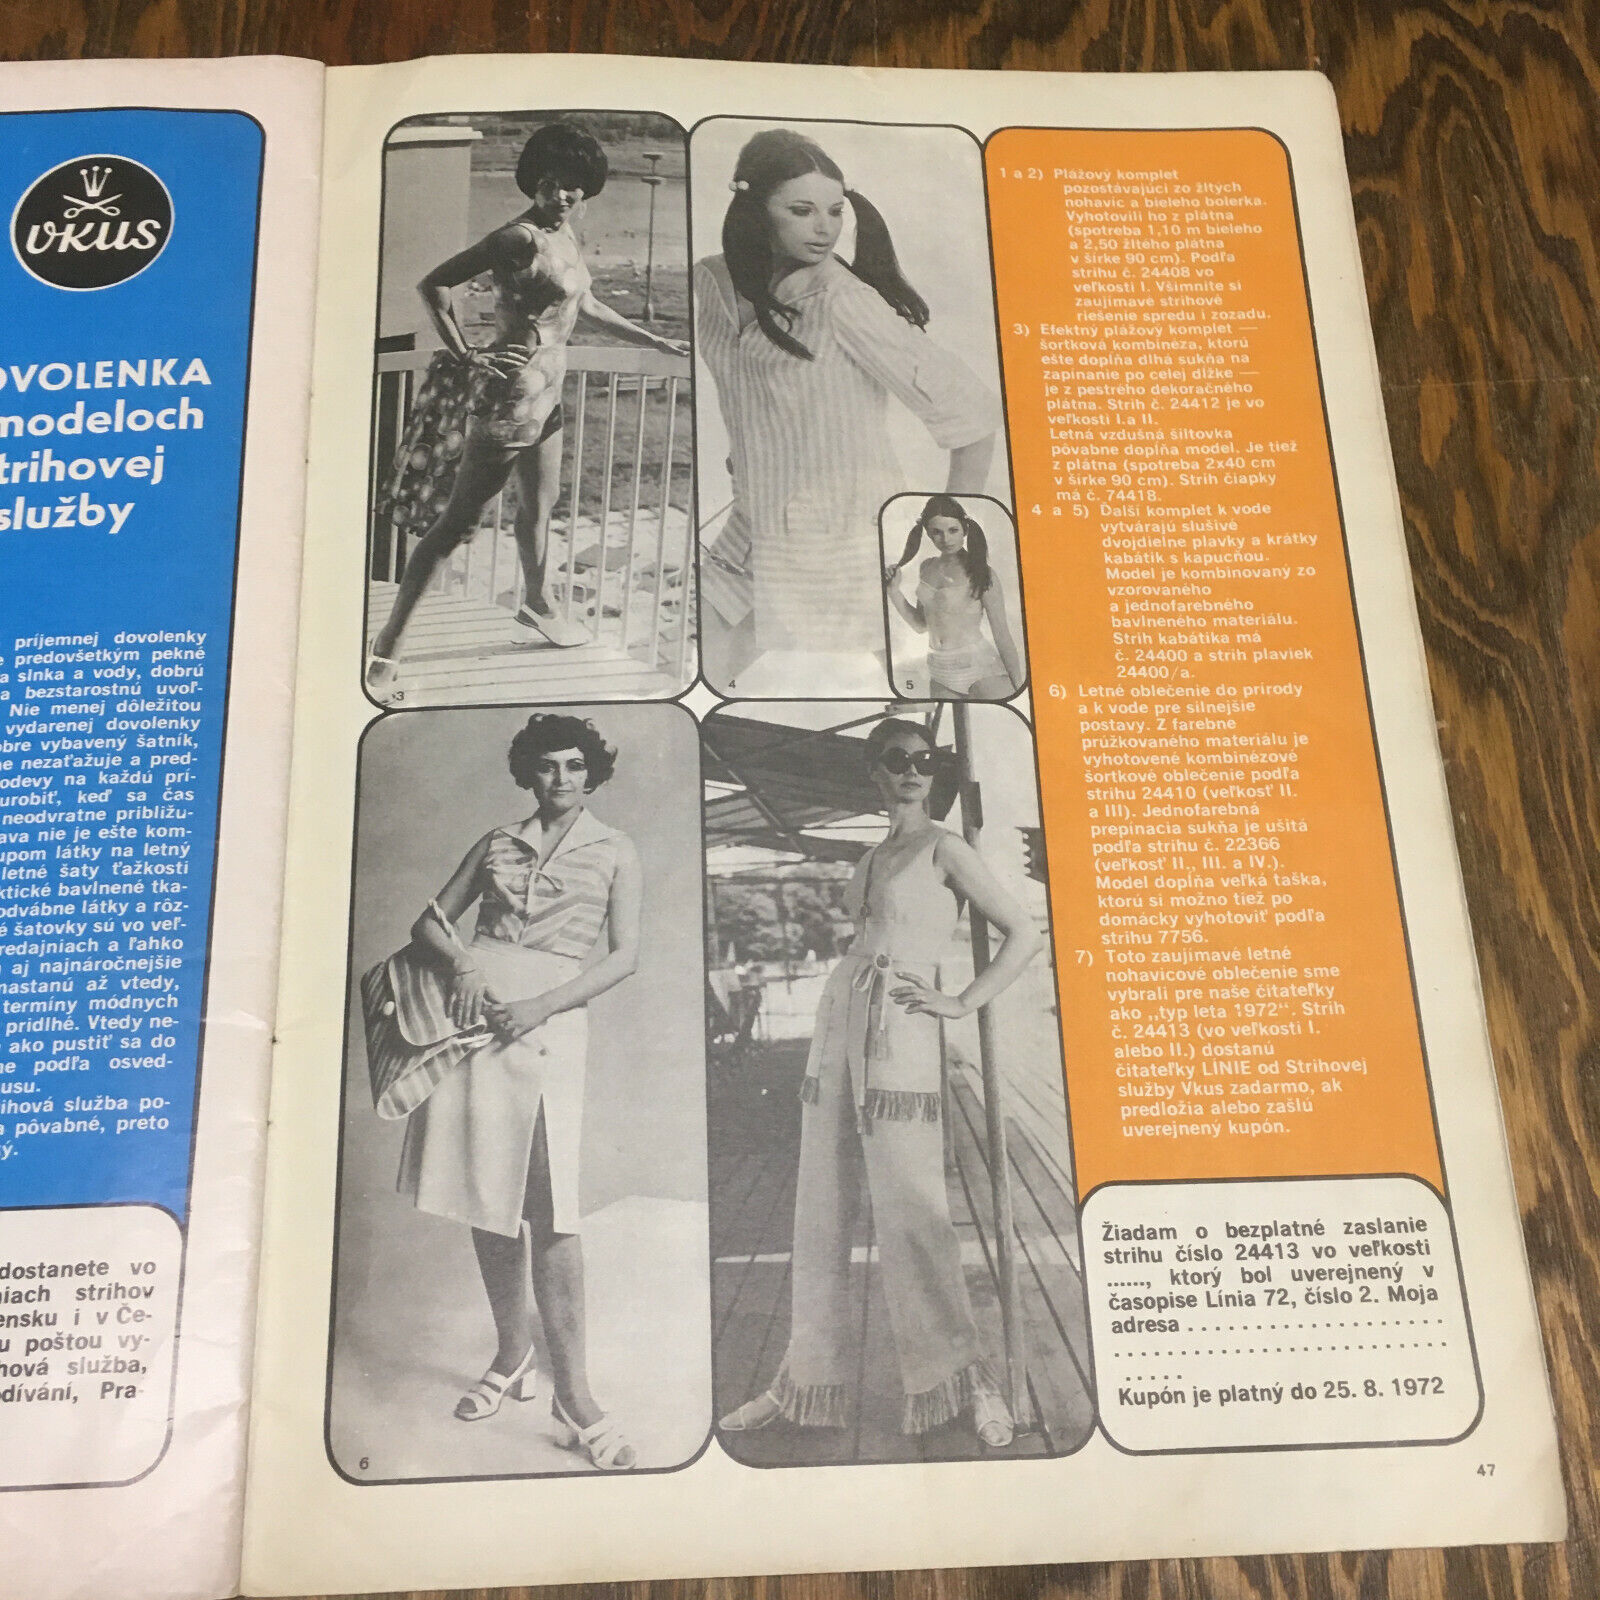 VKUS
OVOLENKA
modeloch
trihovej
služby
príjemnej dovolenky
predovšetkým pekné
a slnka a vody, dobrú
a bezstarostnú uvoľ-
Nie menej dôležitou
vydarenej dovolenky
obre vybavený šatník,
ne nezaťažuje a pred-
odevy na každú prí-
urobiť, keď sa čas
neodvratne približu-
ava nie je ešte kom-
upom látky na letný
letné šaty ťažkosti
ktické bavlnené tka-
odvábne látky a rôz-
é šatovky sú vo veľ-
redajniach a ľahko
aj najnáročnejšie
nastanú až vtedy,
termíny módnych
pridlhé. Vtedy ne-
ako pustiť sa do
ne podľa osved-
usu.
ihová služba po-
a pôvabné, preto
ý.
dostanete vo
niach strihov
ensku i v Če-
u poštou vy-
hová služba,
dívání, Pra-
3
4
5
6
7
1 a 2) Plážový komplet
pozostávajúci zo žltých
nohavíc a bieleho bolerka.
Vyhotovili ho z plátna
(spotreba 1,10 m bieleho
a 2,50 žltého plátna
v šírke 90 cm). Podľa
strihu č. 24408 vo
veľkosti I. Všimnite si
zaujímavé strihové
riešenie spredu i zozadu.
3) Efektný plážový komplet —
šortková kombinéza, ktorú
ešte dopĺňa dlhá sukňa na
zapínanie po celej dĺžke —
je z pestrého dekoračného
plátna. Strih č. 24412 je vo
veľkosti I.a II.
Letná vzdušná šiltovka
pôvabne dopĺňa model. Je tiež
z plátna (spotreba 2x40 cm
v šírke 90 cm). Strih čiapky
má č. 74418.
4 a 5) Ďalší komplet k vode
vytvárajú slušivé
dvojdielne plavky a krátky
kabátik s kapucňou.
Model je kombinovaný zo
vzorovaného
a jednofarebného
bavlneného materiálu.
Strih kabátika má
č. 24400 a strih plaviek
24400/a.
6) Letné oblečenie do prírody
a k vode pre silnejšie
postavy. Z farebne
prúžkovaného materiálu je
vyhotovené kombinézové
šortkové oblečenie podľa
strihu 24410 (veľkosť II.
a III). Jednofarebná
prepínacia sukňa je ušitá
podľa strihu č. 22366
(veľkosť II., III. a IV.).
Model dopĺňa veľká taška,
ktorú si možno tiež po
domácky vyhotoviť podľa
strihu 7756.
7) Toto zaujímavé letné
nohavicové oblečenie sme
vybrali pre naše čitateľky
ako „typ leta 1972“. Strih
č. 24413 (vo veľkosti I.
alebo II.) dostanú
čitateľky LÍNIE od Strihovej
služby Vkus zadarmo, ak
predložia alebo zašlú
uverejnený kupón.
Žiadam o bezplatné zaslanie
strihu číslo 24413 vo veľkosti
......, ktorý bol uverejnený v
časopise Línia 72, číslo 2. Moja
adresa . . . . . . . . . . . . . . . . . . .
. . . . . . . . . . . . . . . . . . . . . . . . .
. . . . .
Kupón je platný do 25. 8. 1972
47